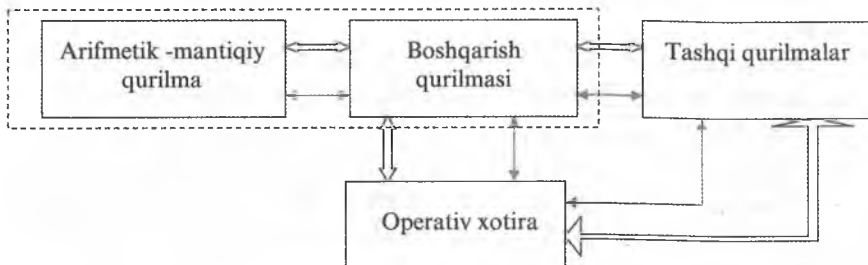 Arifmetik -mantiqiy
qurilma
Boshqarish
qurilmasi
Tashqi qurilmalar
Operativ xotira